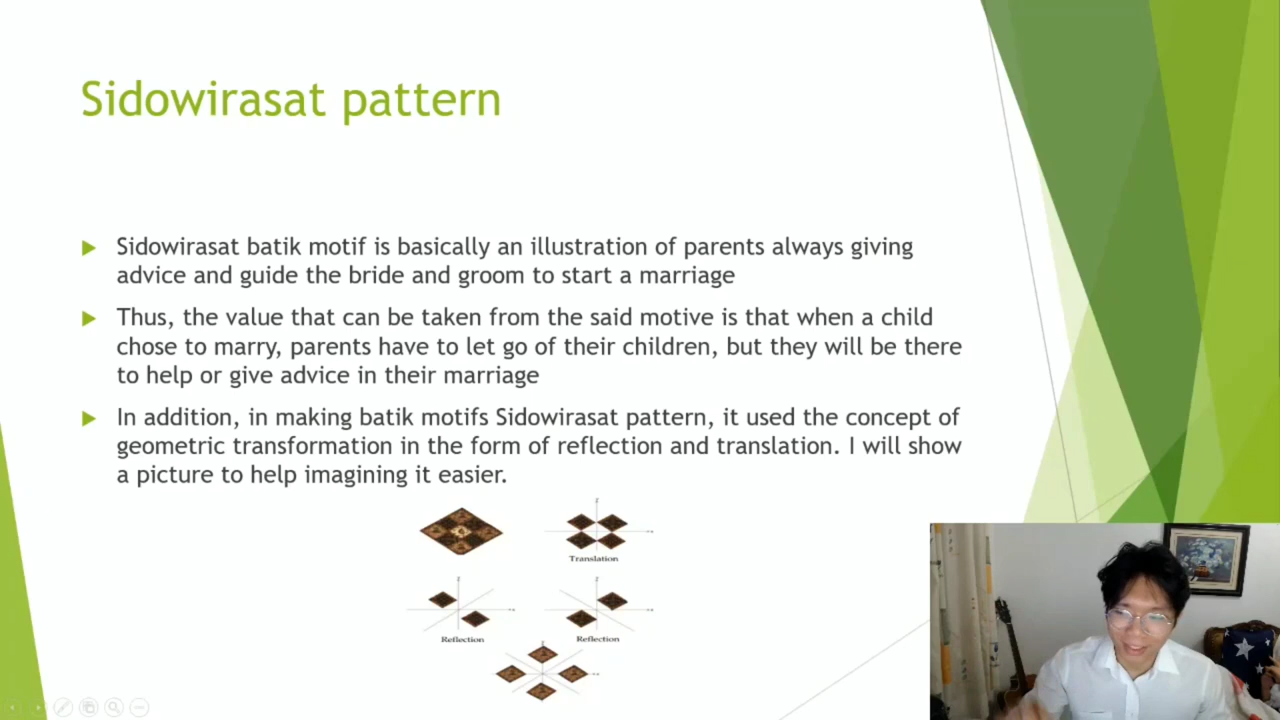 Sidowirasat pattern
Sidowirasat batik motif is basically an illustration of parents always giving
advice and guide the bride and groom to start a marriage
Thus, the value that can be taken from the said motive is that when a child
chose to marry, parents have to let go of their children, but they will be there
to help or give advice in their marriage
In addition, in making batik motifs Sidowirasat pattern, it used the concept of
geometric transformation in the form of reflection and translation. I will show
a picture to help imagining it easier.
Translation
Reflection
Reflection